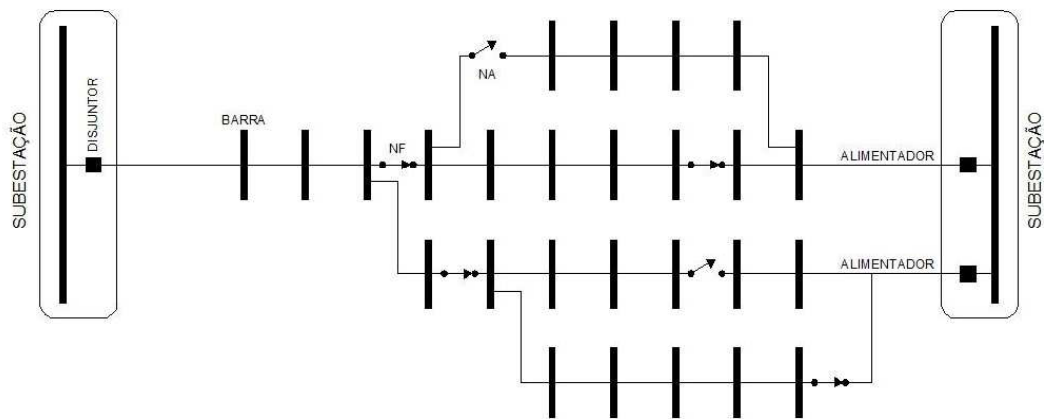 SUBESTAÇÃO
DISJUNTOR
BARRA
NF
NA
ALIMENTADOR
ALIMENTADOR
SUBESTAÇÃO